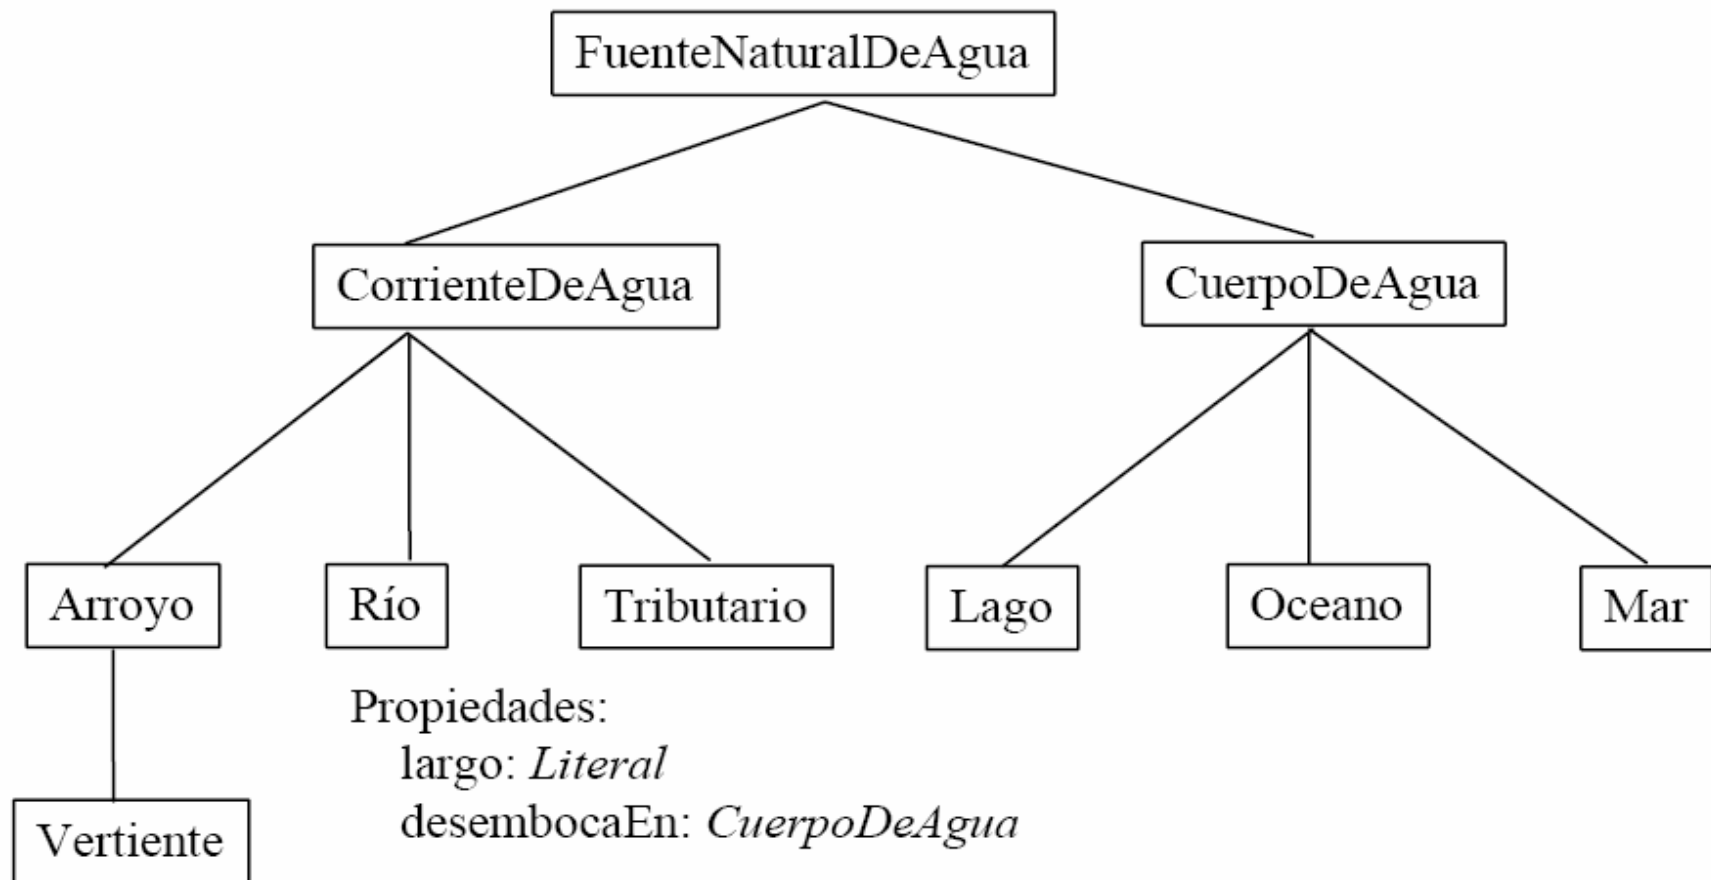 FuenteNaturalDeAgua
CorrienteDeAgua
CuerpoDeAgua
Arroyo
Río
Tributario
Lago
Oceano
Mar
Propiedades:
largo: Literal
desembocaEn: CuerpoDeAgua
Vertiente